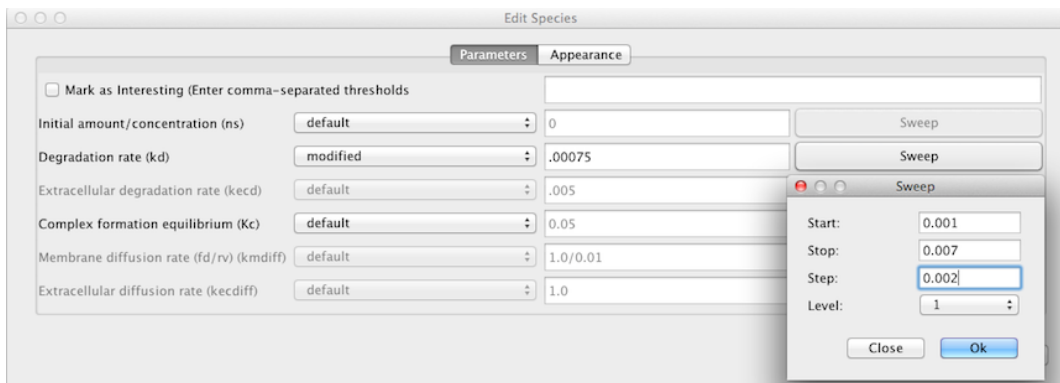 Edit Species
Parameters Appearance
Mark as Interesting (Enter comma-separated thresholds
Initial amount/concentration (ns) default 0 Sweep
Degradation rate (kd) modified .00075 Sweep
Extracellular degradation rate (kecd) default .005
Complex formation equilibrium (Kc) default 0.05
Membrane diffusion rate (fd/rv) (kmdiff) default 1.0/0.01
Extracellular diffusion rate (kecdiff) default 1.0
Sweep
Start: 0.001
Stop: 0.007
Step: 0.002
Level: 1
Close Ok